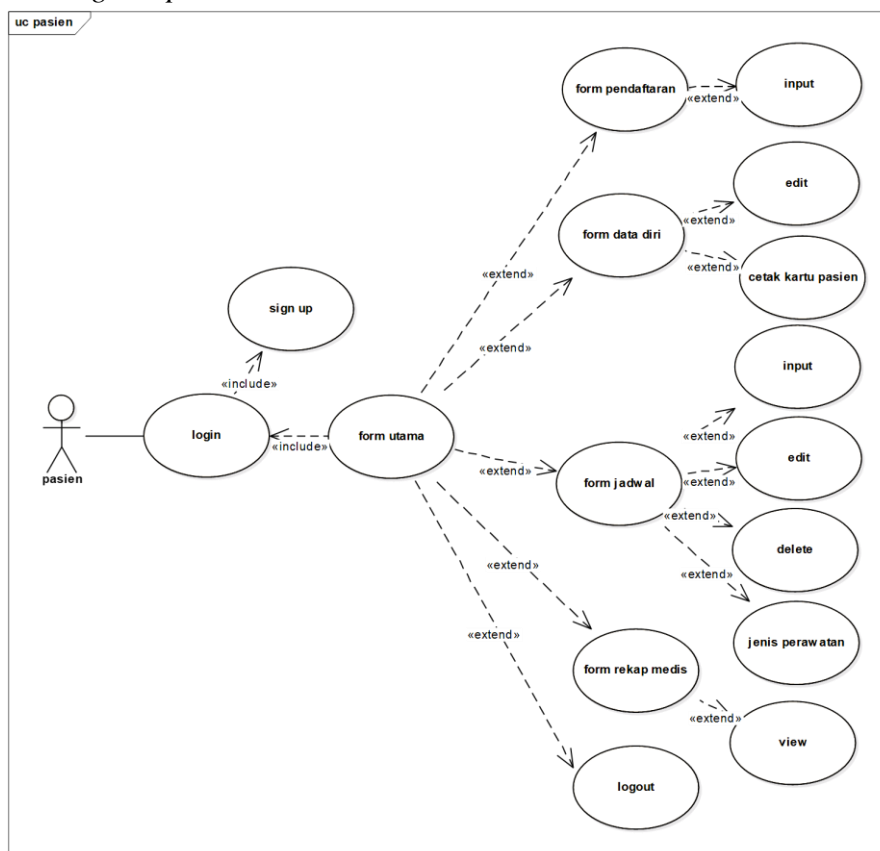 uc pasien
form pendaftaran
«extend»
input
edit
«extend»
form data diri
«extend»
cetak kartu pasien
«extend»
sign up
«extend»
input
«include»
pasien
login
«include»
form utama
«extend»
«extend»
edit
«extend»
form jadwal
«extend»
delete
«extend»
«extend»
jenis perawatan
«extend»
form rekap medis
«extend»
view
logout